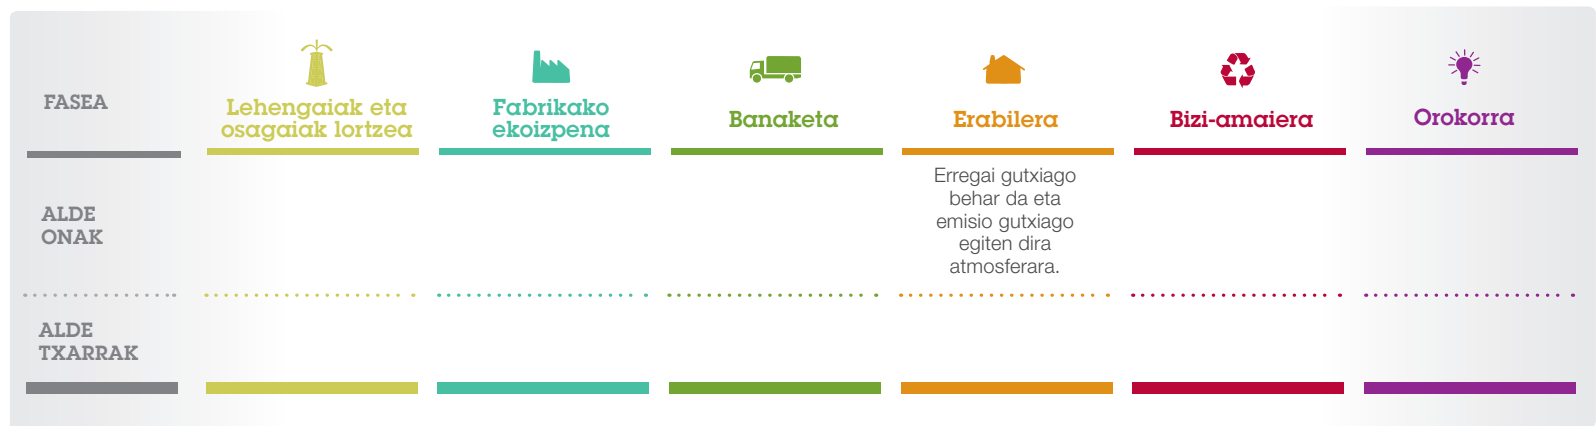 FASEA
Lehengaiak eta
osagaiak lortzea
Fabrikako
ekoizpena
Banaketa
Erabilera
Bizi-amaiera
Orokorra
ALDE
ONAK
Erregai gutxiago
behar da eta
emisio gutxiago
egiten dira
atmosferara.
ALDE
TXARRAK